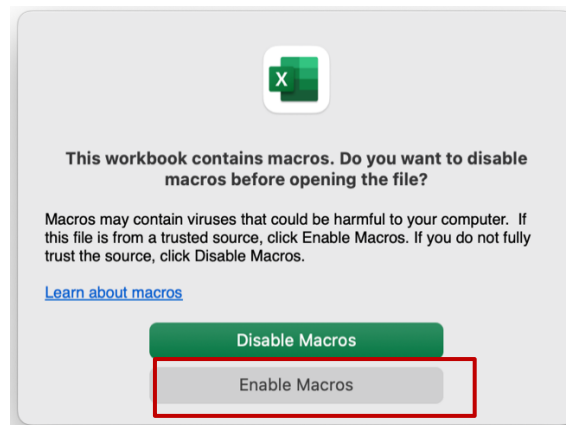 X
This workbook contains macros. Do you want to disable
macros before opening the file?
Macros may contain viruses that could be harmful to your computer.  If
this file is from a trusted source, click Enable Macros. If you do not fully
trust the source, click Disable Macros.
Learn about macros
Disable Macros
Enable Macros